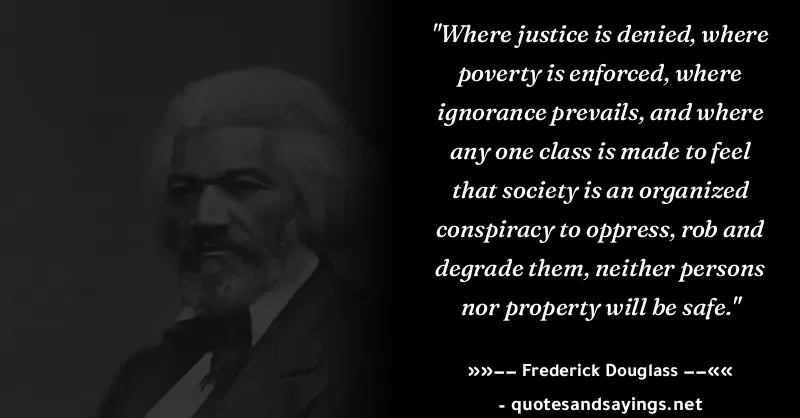 "Where justice is denied, where
poverty is enforced, where
ignorance prevails, and where
any one class is made to feel
that society is an organized
conspiracy to oppress, rob and
degrade them, neither persons
nor property will be safe."
»»–– Frederick Douglass ––««
- quotesandsayings.net